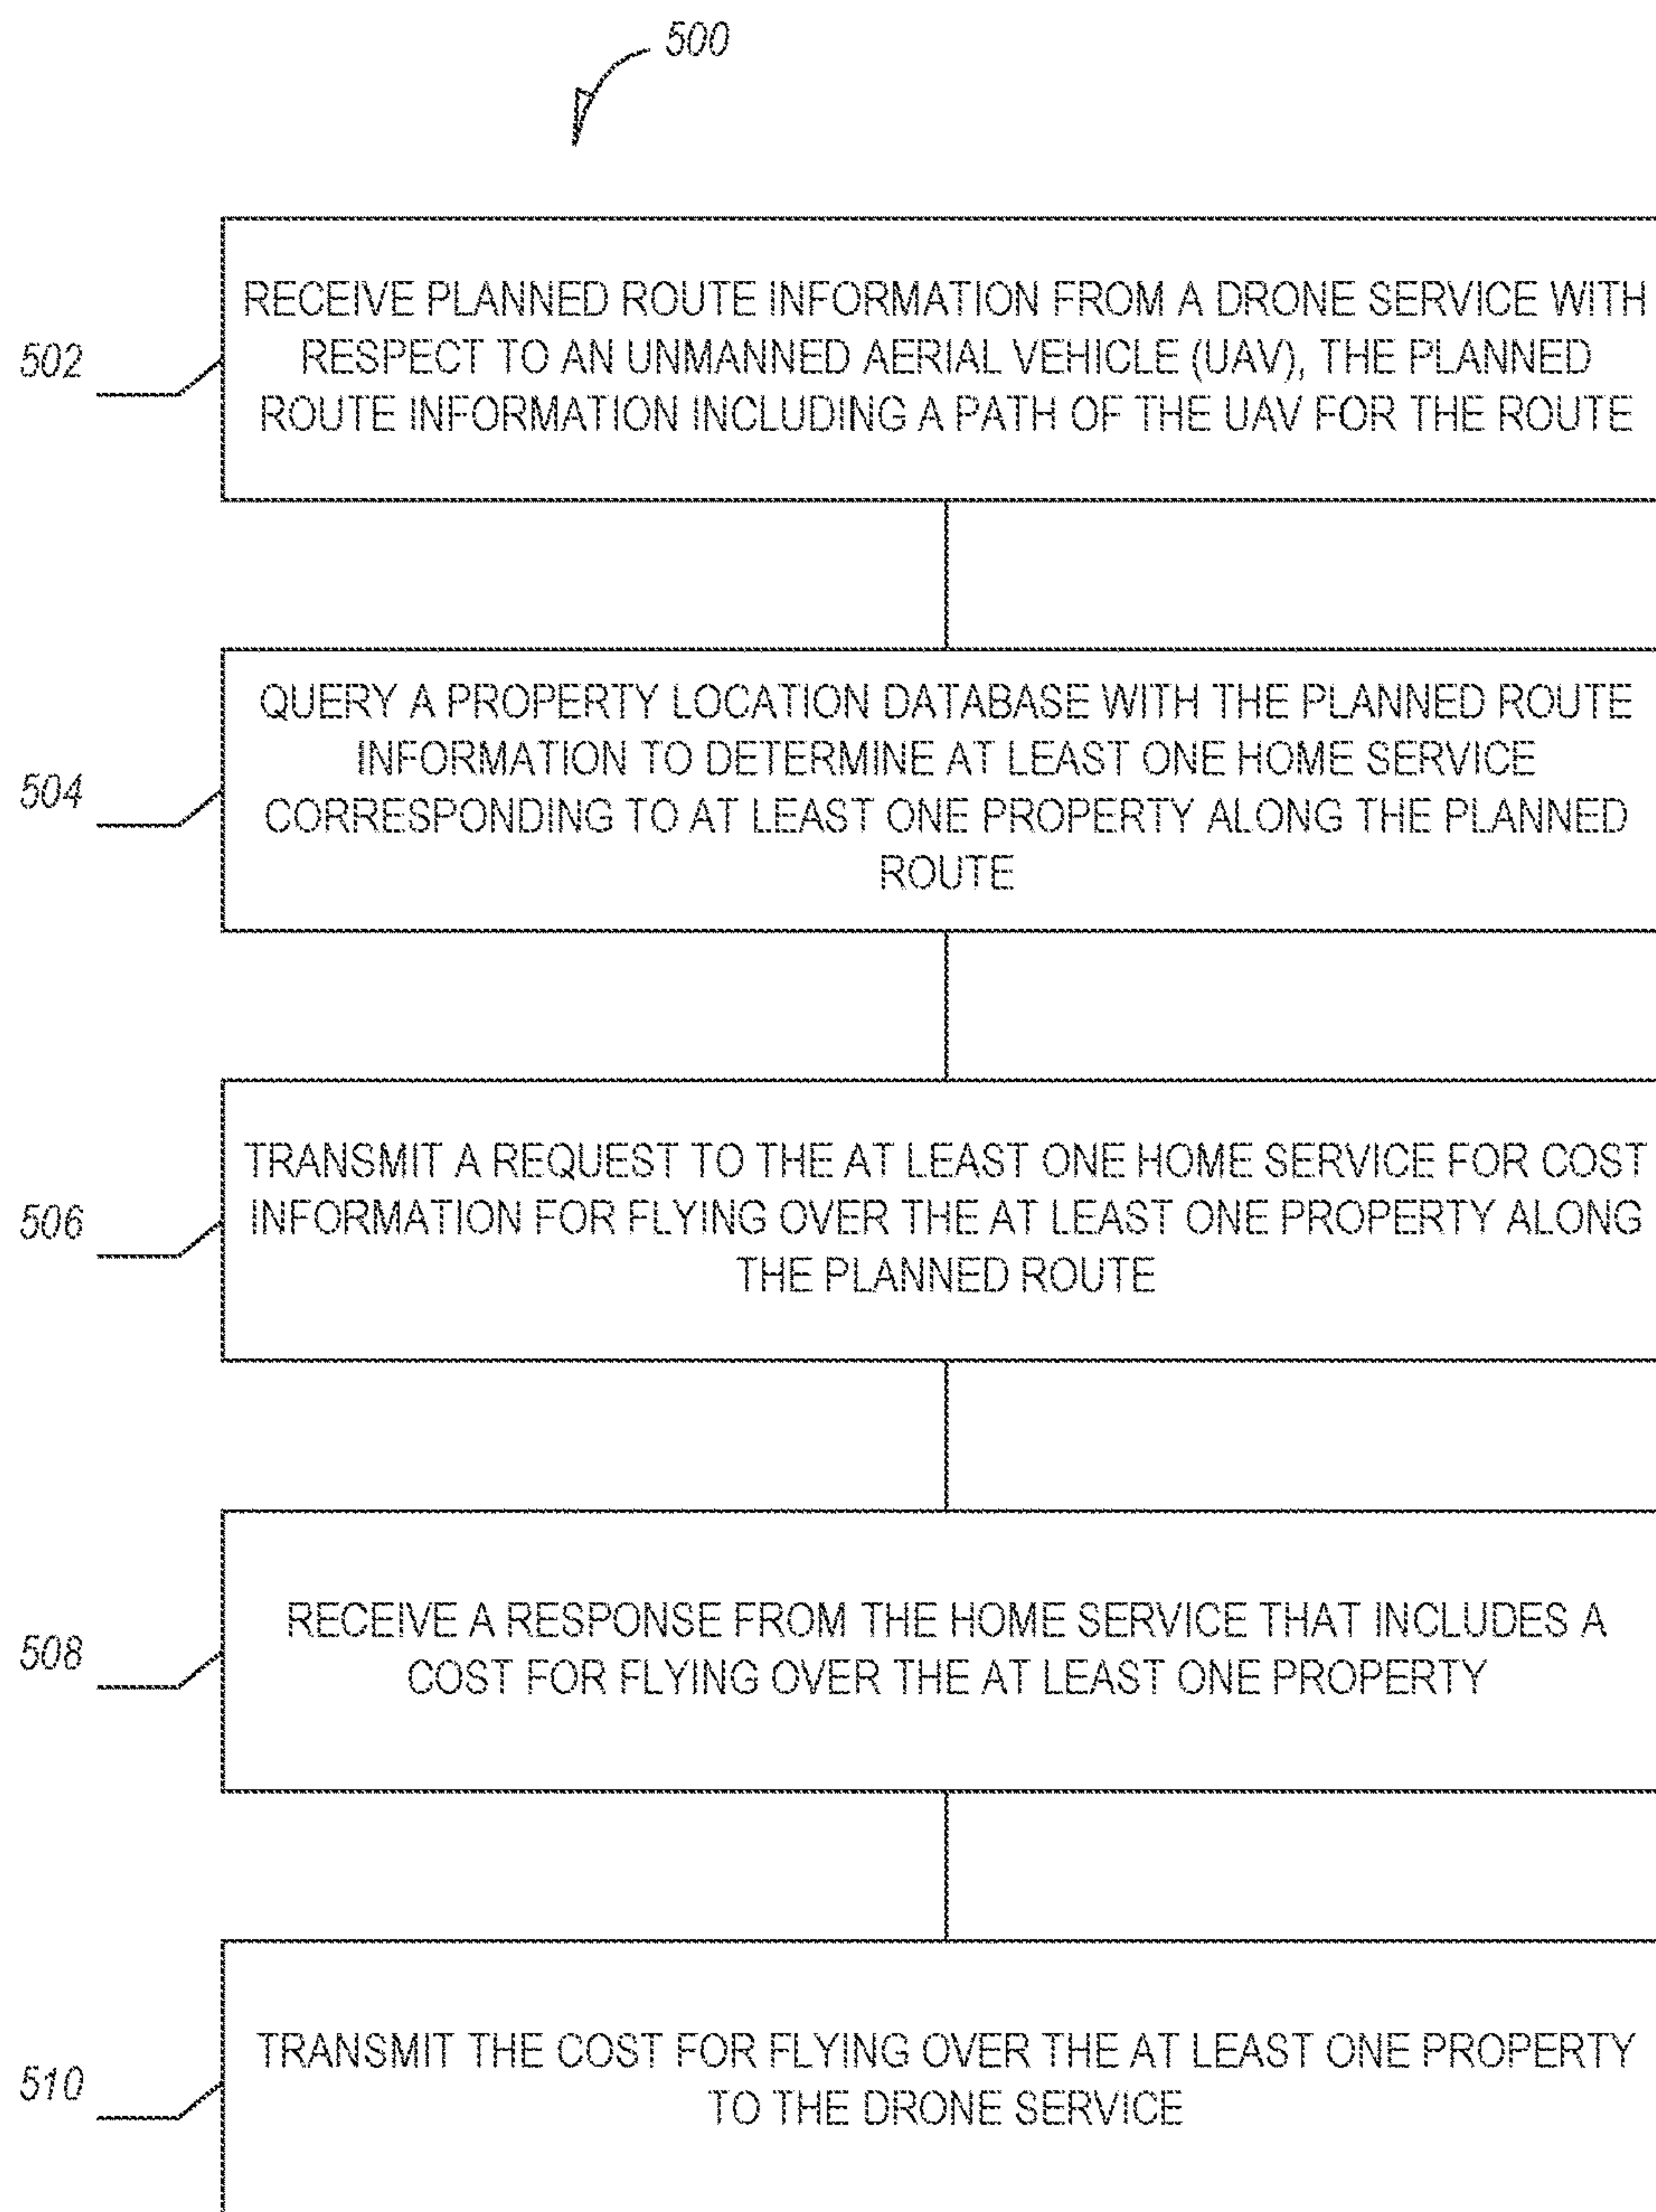 500
502
RECEIVE PLANNED ROUTE INFORMATION FROM A DRONE SERVICE WITH
RESPECT TO AN UNMANNED AERIAL VEHICLE (UAV), THE PLANNED
ROUTE INFORMATION INCLUDING A PATH OF THE UAV FOR THE ROUTE
504
QUERY A PROPERTY LOCATION DATABASE WITH THE PLANNED ROUTE
INFORMATION TO DETERMINE AT LEAST ONE HOME SERVICE
CORRESPONDING TO AT LEAST ONE PROPERTY ALONG THE PLANNED
ROUTE
506
TRANSMIT A REQUEST TO THE AT LEAST ONE HOME SERVICE FOR COST
INFORMATION FOR FLYING OVER THE AT LEAST ONE PROPERTY ALONG
THE PLANNED ROUTE
508
RECEIVE A RESPONSE FROM THE HOME SERVICE THAT INCLUDES A
COST FOR FLYING OVER THE AT LEAST ONE PROPERTY
510
TRANSMIT THE COST FOR FLYING OVER THE AT LEAST ONE PROPERTY
TO THE DRONE SERVICE